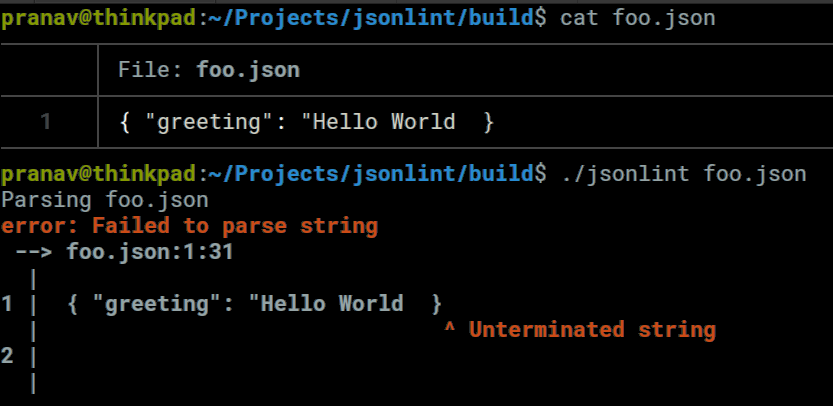 pranav@thinkpad:~/Projects/jsonlint/build$ cat foo.json
File: foo.json
1 { "greeting": "Hello World  }
pranav@thinkpad:~/Projects/jsonlint/build$ ./jsonlint foo.json
Parsing foo.json
error: Failed to parse string
 --> foo.json:1:31
  |
1 |  { "greeting": "Hello World  }
  |                               ^ Unterminated string
2 |
  |